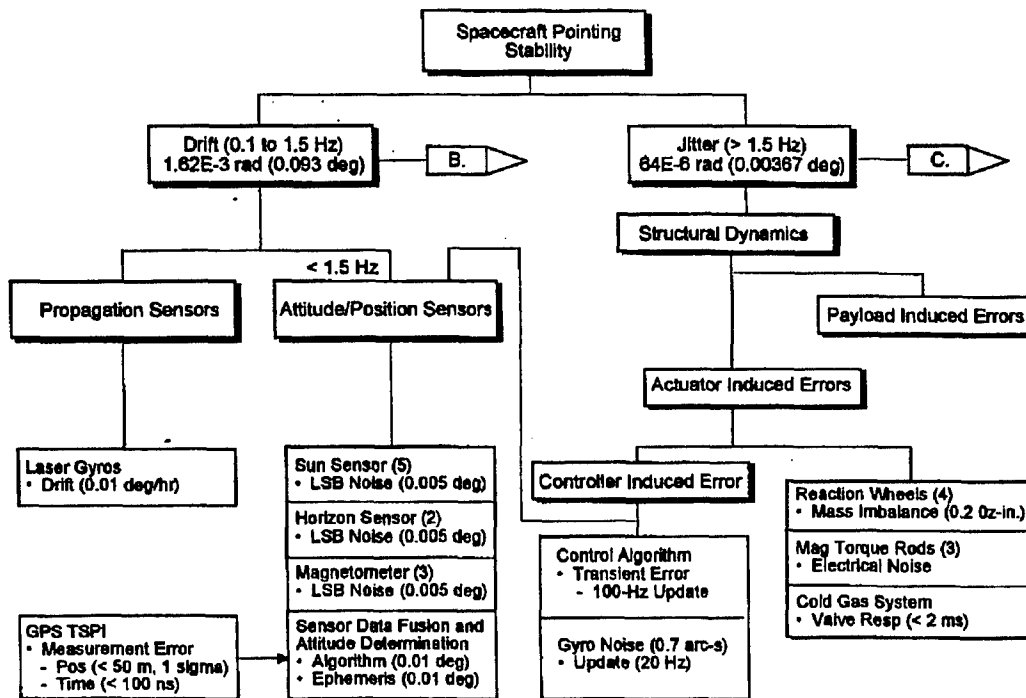 Spacecraft Pointing
Stability
Drift (0.1 to 1.5 Hz)
1.62E-3 rad (0.093 deg)
B.
Jitter (> 1.5 Hz)
64E-6 rad (0.00367 deg)
C.
Structural Dynamics
< 1.5 Hz
Propagation Sensors
Attitude/Position Sensors
Payload Induced Errors
Actuator Induced Errors
Laser Gyros
• Drift (0.01 deg/hr)
Sun Sensor (5)
• LSB Noise (0.005 deg)
Horizon Sensor (2)
• LSB Noise (0.005 deg)
Magnetometer (3)
• LSB Noise (0.005 deg)
Sensor Data Fusion and
Attitude Determination
• Algorithm (0.01 deg)
• Ephemeris (0.01 deg)
GPS TSPI
• Measurement Error
- Pos (< 50 m, 1 sigma)
- Time (< 100 ns)
Controller Induced Error
Control Algorithm
• Transient Error
- 100-Hz Update
Gyro Noise (0.7 arc-s)
• Update (20 Hz)
Reaction Wheels (4)
• Mass Imbalance (0.2 0z-in.)
Mag Torque Rods (3)
• Electrical Noise
Cold Gas System
• Valve Resp (< 2 ms)